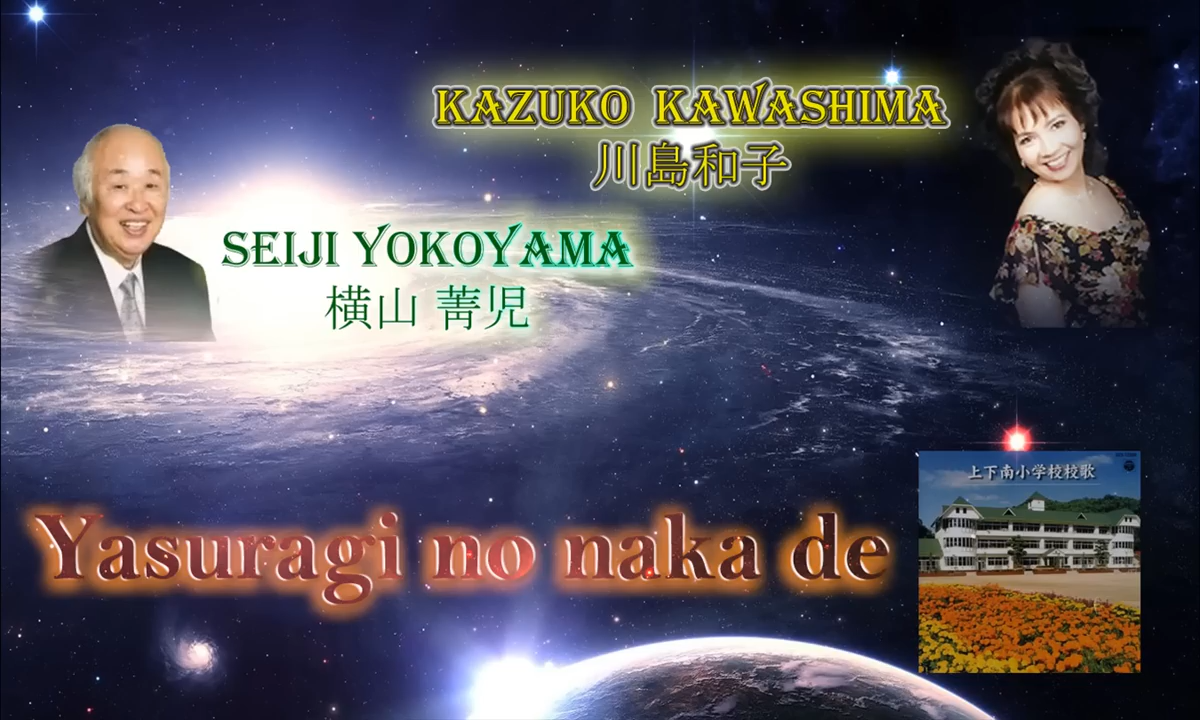 KAZUKO KAWASHIMA
川島和子
SEIJI YOKOYAMA
横山 菁児
上下南小学校校歌
Yasuragi no naka de